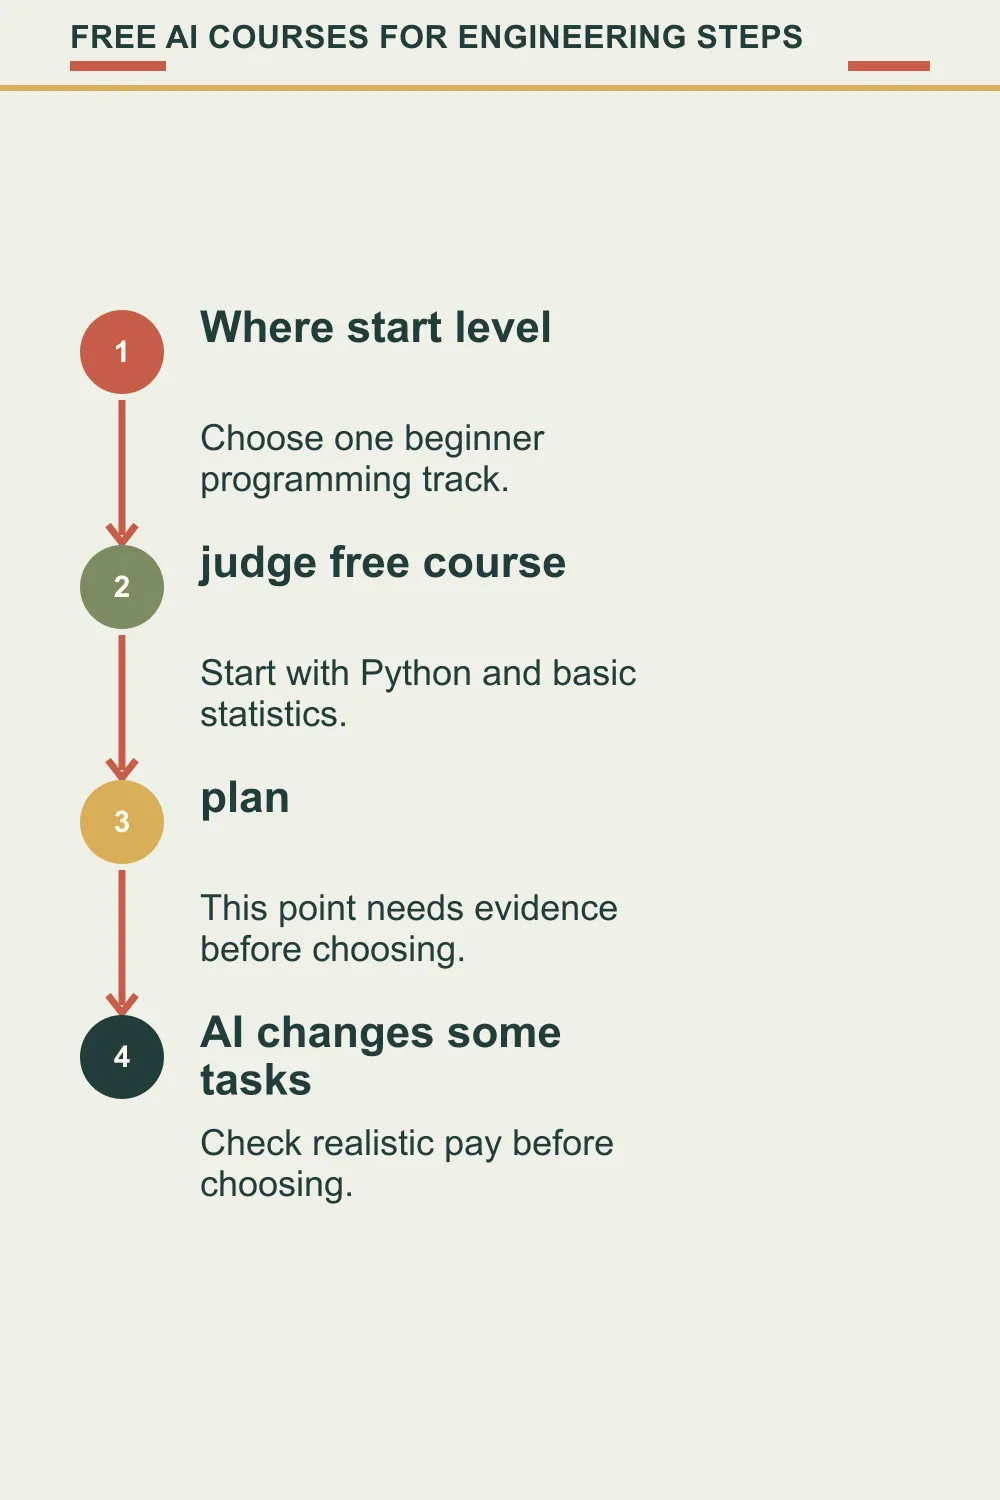 FREE AI COURSES FOR ENGINEERING STEPS
1
Where start level
Choose one beginner
programming track.
2
judge free course
Start with Python and basic
statistics.
3
plan
This point needs evidence
before choosing.
4
AI changes some
tasks
Check realistic pay before
choosing.